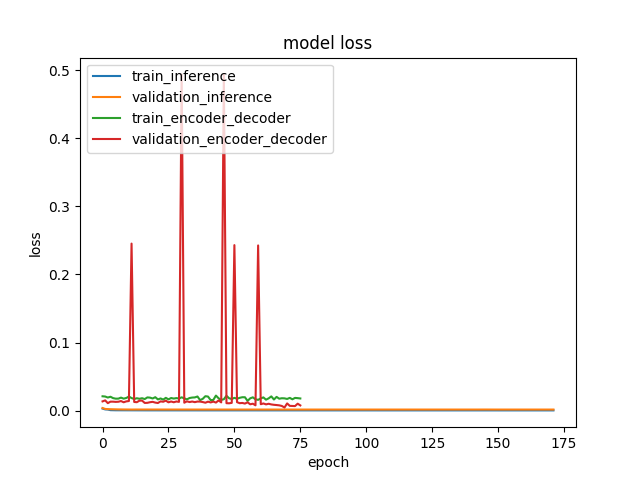 model loss
train_inference
validation_inference
train_encoder_decoder
validation_encoder_decoder
0.5
0.4
0.3
0.2
0.1
0.0
loss
0 25 50 75 100 125 150 175
epoch